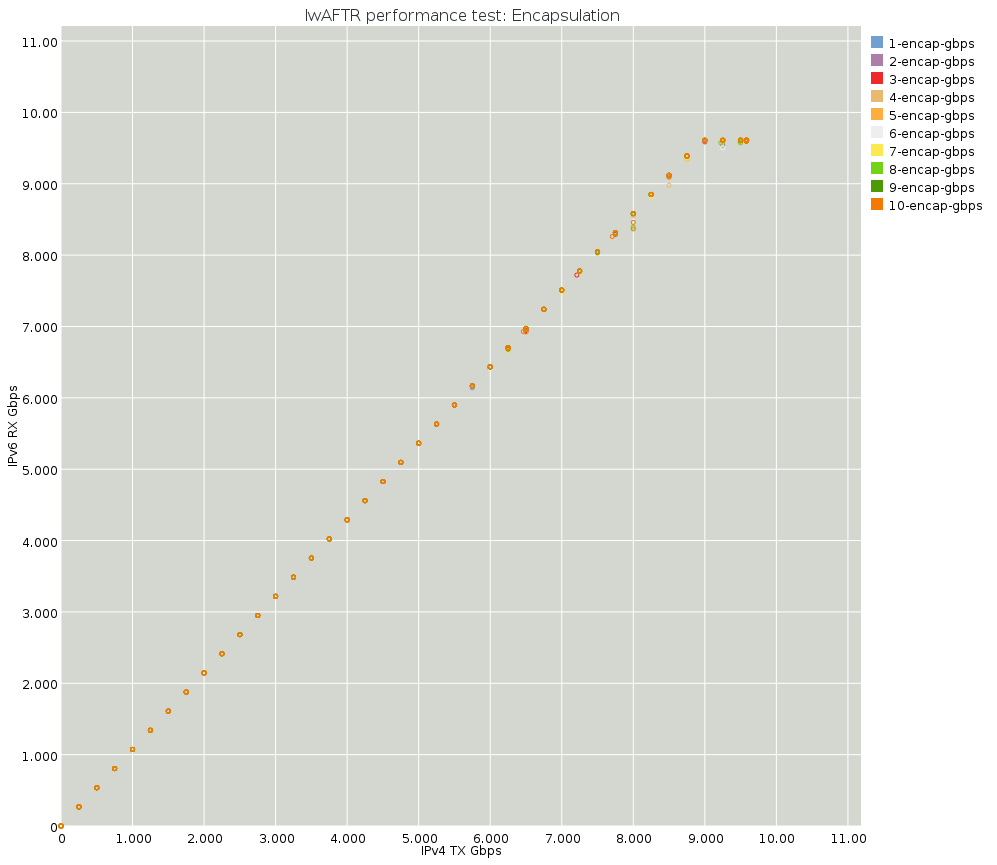 lwAFTR performance test: Encapsulation
11.00
10.00
9.000
8.000
7.000
6.000
5.000
4.000
3.000
2.000
1.000
0
IPv6 RX Gbps
0 1.000 2.000 3.000 4.000 5.000 6.000 7.000 8.000 9.000 10.00 11.00
IPv4 TX Gbps
1-encap-gbps
2-encap-gbps
3-encap-gbps
4-encap-gbps
5-encap-gbps
6-encap-gbps
7-encap-gbps
8-encap-gbps
9-encap-gbps
10-encap-gbps